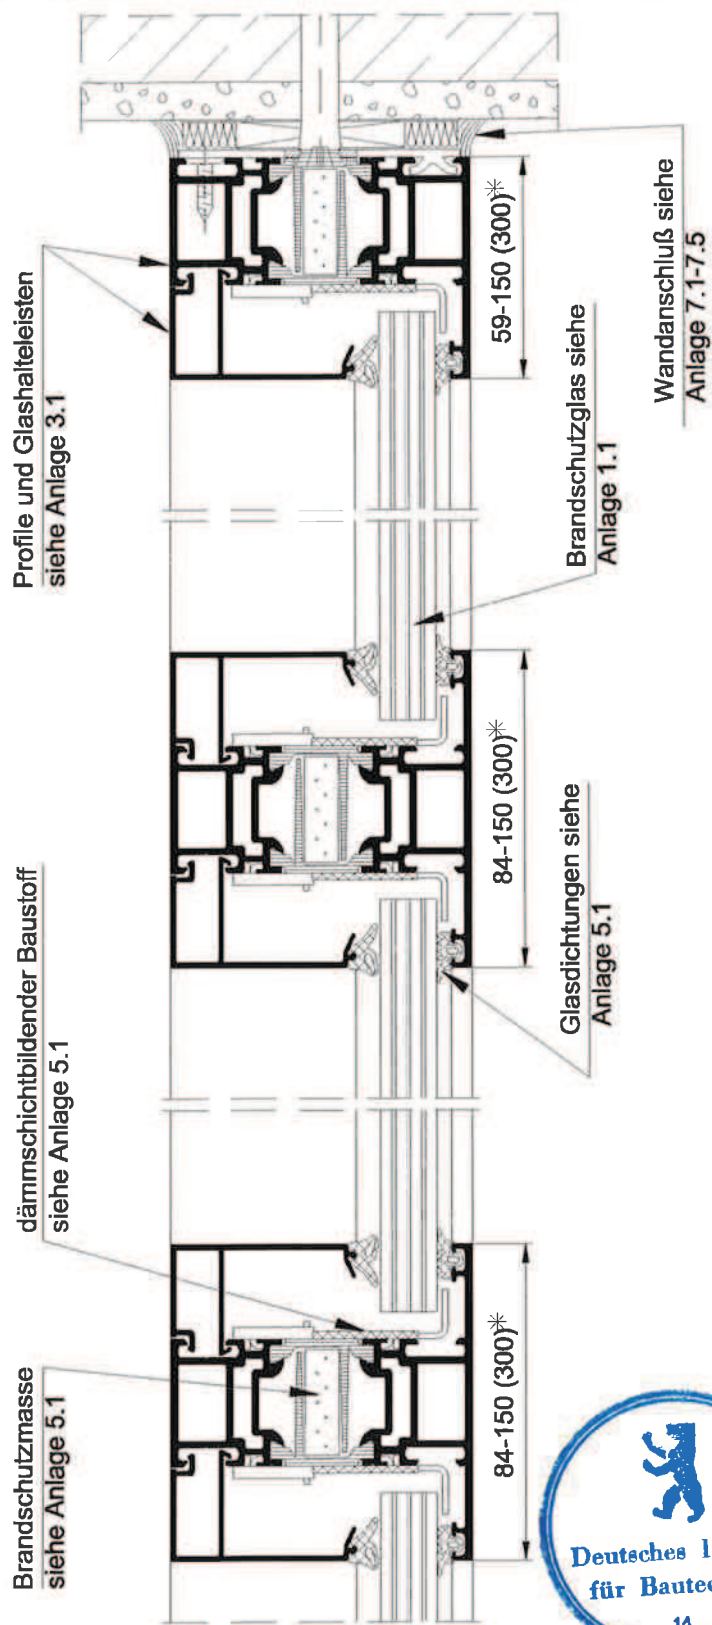 Profile und Glashalteleisten
siehe Anlage 3.1
59-150 (300)*
Wandanschluß siehe
Anlage 7.1-7.5
Brandschutzglas siehe
Anlage 1.1
84-150 (300)*
dämmschichtbildender Baustoff
siehe Anlage 5.1
Glasdichtungen siehe
Anlage 5.1
Brandschutzmasse
siehe Anlage 5.1
84-150 (300)*
Deutsches
für
14